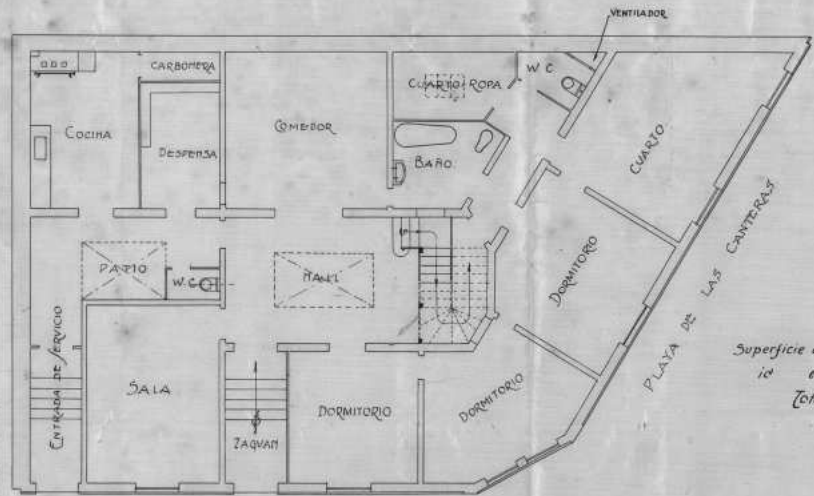 VENTILADOR
CARBONERA
W.C
CUARTO ROPA
COCINA
COMEDOR
DESPENSA
BAÑO.
CUARTO
PATIO
W.C
HALL
DORMITORIO
PLAYA DE LAS CANTERAS
ENTRADA DE SERVICIO
SALA
ZAGUAN
DORMITORIO
DORMITORIO
Superficie
id